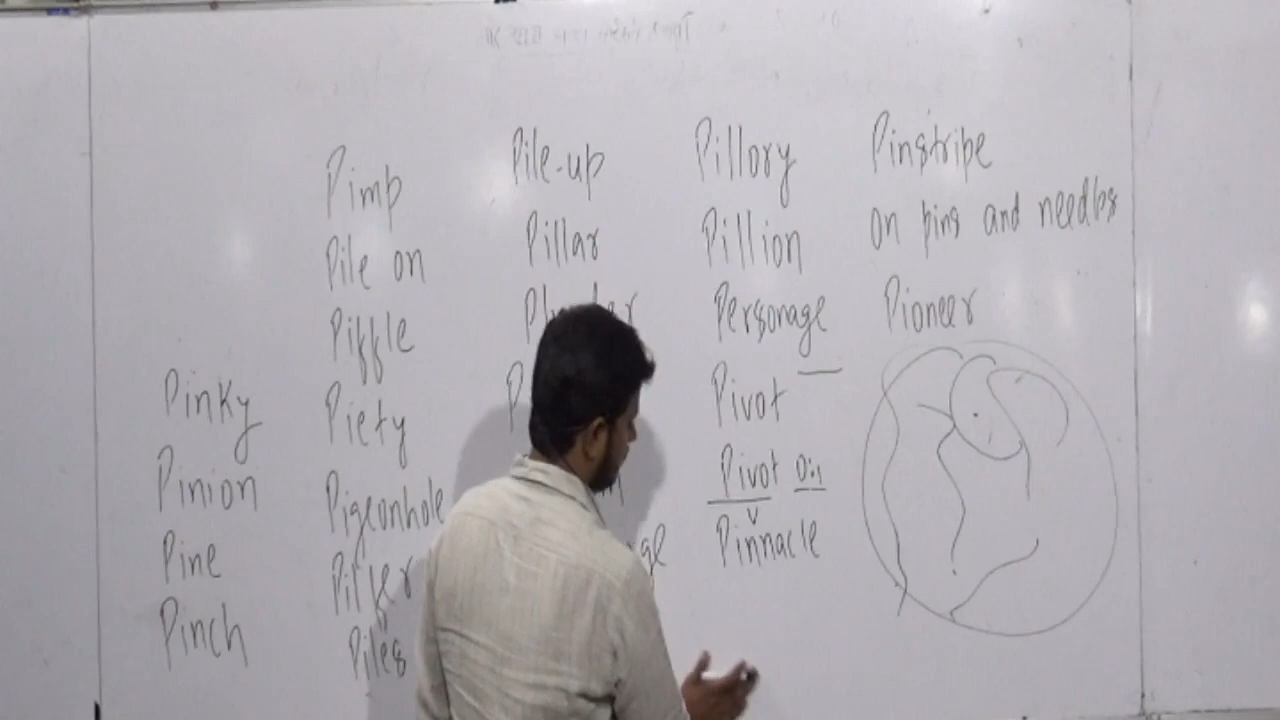 Pinky
Pinion
Pine
Pinch
Pimp
Pile on
Piffle
Piety
Pigeonhole
Pilfer
Piles
Pile-up
Pillar
Pillory
Pillion
Personage
Pivot
Pivot on
Pinnacle
Pinstripe
on pins and needles
Pioneer